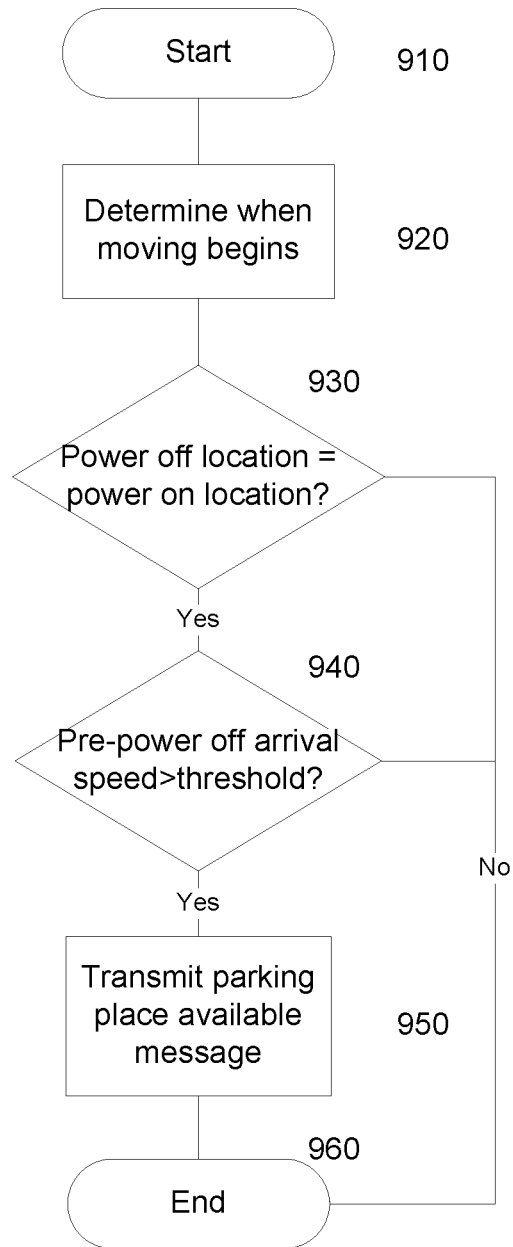 Start
910
Determine when
moving begins
920
930
Power off location =
power on location?
Yes
940
Pre-power off arrival
speed>threshold?
No
Yes
Transmit parking
place available
message
950
960
End